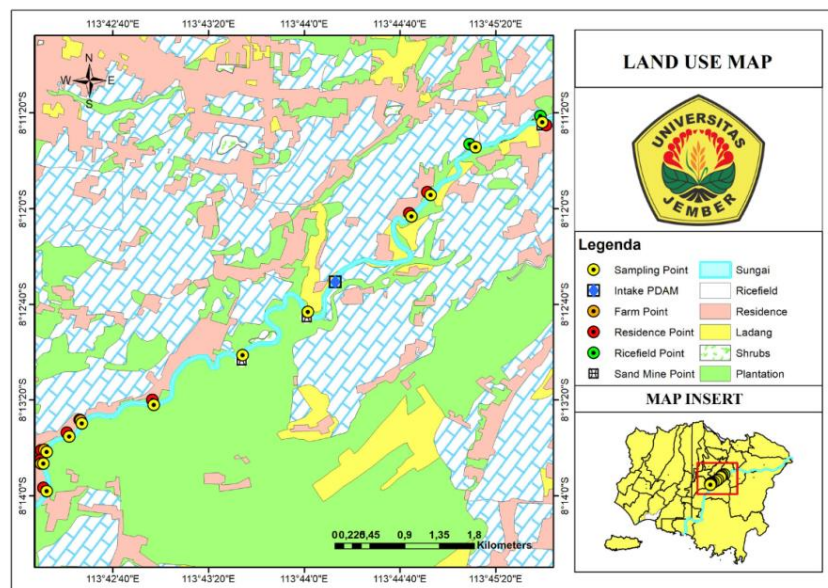 113°42'40"E 113°43'20"E 113°44'0"E 113°44'40"E 113°45'20"E
N
W E
S
8°11'20"S 8°11'20"S
8°12'0"S 8°12'0"S
8°12'40"S 8°12'40"S
8°13'20"S 8°13'20"S
8°14'0"S 8°14'0"S
0 0,225 0,45 0,9 1,35 1,8
Kilometers
113°42'40"E 113°43'20"E 113°44'0"E 113°44'40"E 113°45'20"E
LAND USE MAP
UNIVERSITAS
JEMBER
Legenda
Sampling Point Sungai
Intake PDAM Ricefield
Farm Point Residence
Residence Point Ladang
Ricefield Point Shrubs
Sand Mine Point Plantation
MAP INSERT